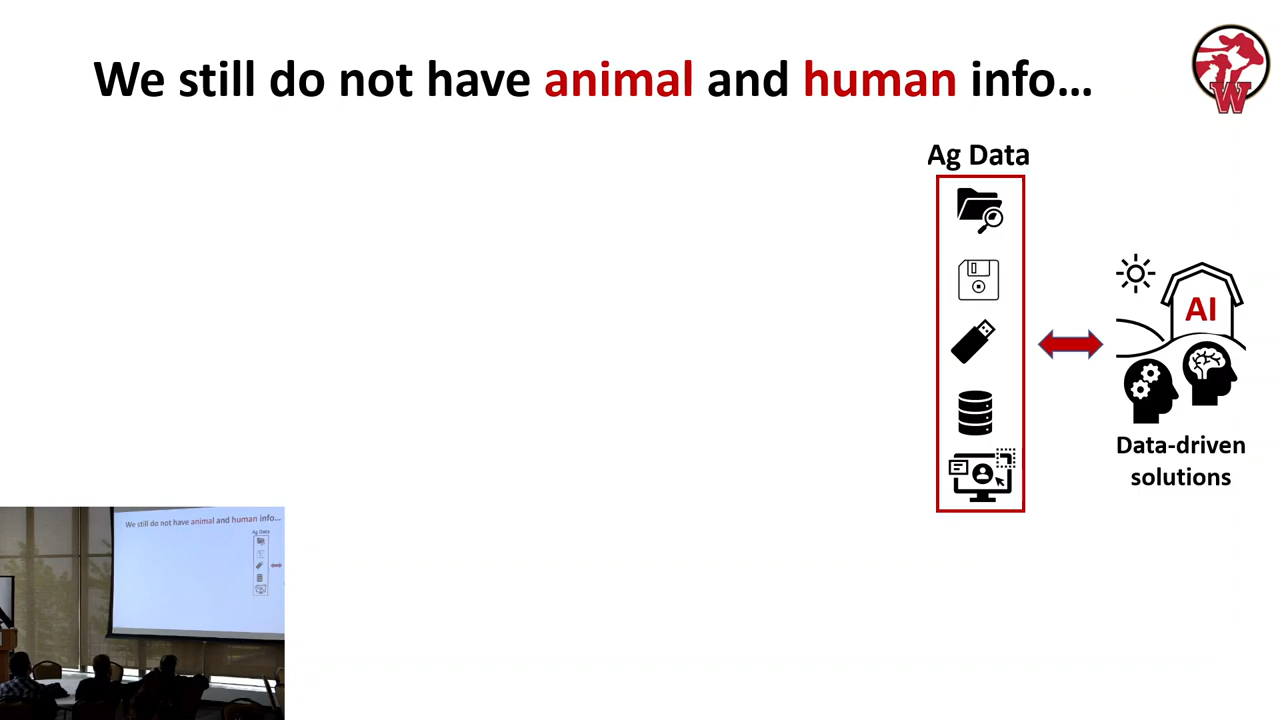 We still do not have animal and human info...
W
Ag Data
AI
Data-driven
solutions
We still do not have animal and human info...
Ag Data